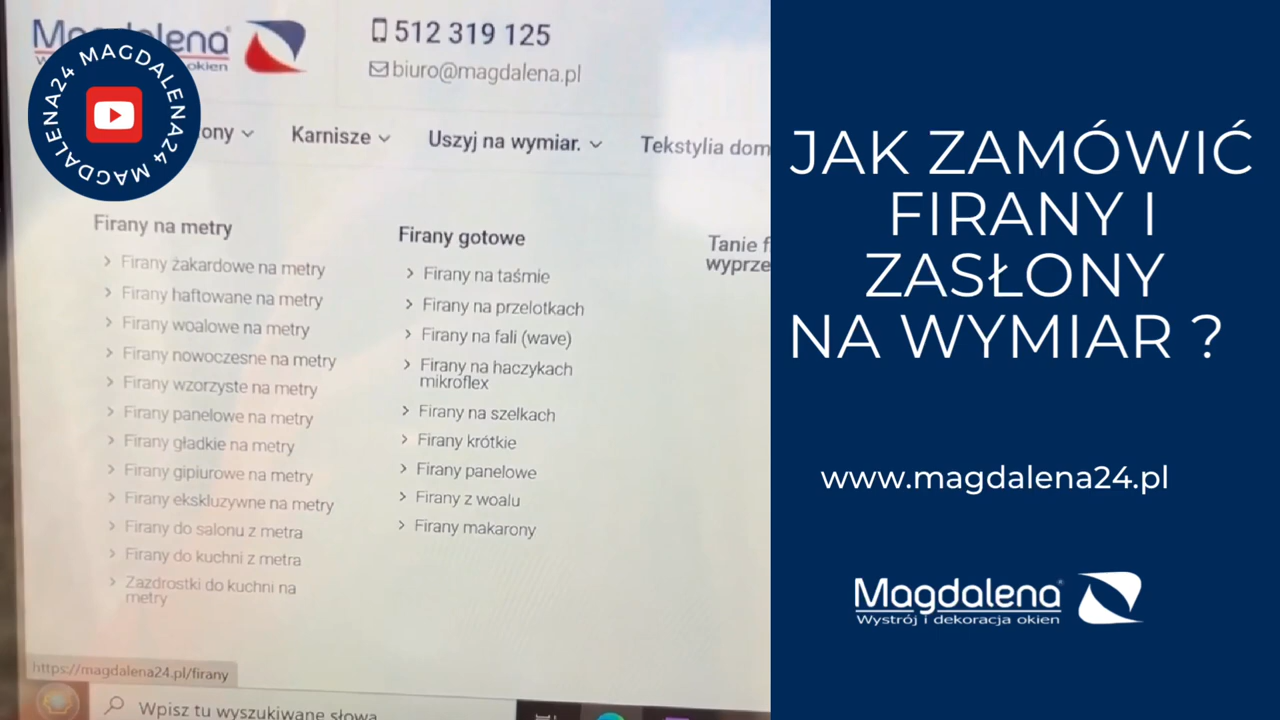 Magdalena
okien
512 319 125
biuro@magdalena.pl
MAGDALENA24 MAGDALENA24
Karnisze
Uszyj na wymiar.
Tekstylia dom
Firany na metry
Firany żakardowe na metry
Firany haftowane na metry
Firany woalowe na metry
Firany nowoczesne na metry
Firany wzorzyste na metry
Firany panelowe na metry
Firany gładkie na metry
Firany gipiurowe na metry
Firany ekskluzywne na metry
Firany do salonu z metra
Firany do kuchni z metra
Zazdrostki do kuchni na
metry
Firany gotowe
Firany na taśmie
Firany na przelotkach
Firany na fali (wave)
Firany na haczykach
mikroflex
Firany na szelkach
Firany krótkie
Firany panelowe
Firany z woalu
Firany makarony
Tanie f
wyprze
https://magdalena24.pl/firany
Wpisz tu wyszukiwane słowa
JAK ZAMÓWIĆ
FIRANY I
ZASŁONY
NA WYMIAR ?
www.magdalena24.pl
Magdalena
Wystrój i dekoracja okien